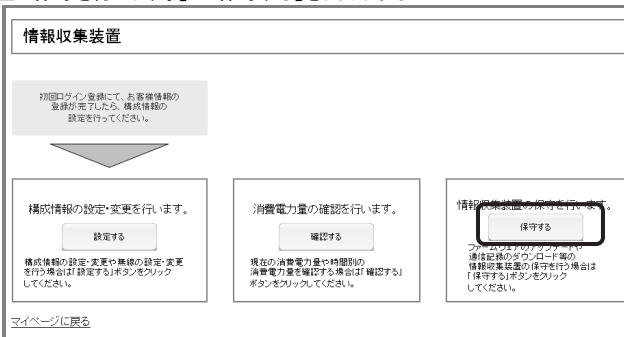 情報収集装置
初回ログイン登録にて、お客様情報の
登録が完了したら、構成情報の
設定を行ってください。
構成情報の設定・変更を行います。
設定する
構成情報の設定・変更や無線の設定・変更
を行う場合は「設定する」ボタンをクリック
してください。
消費電力量の確認を行います。
確認する
現在の消費電力量や時間別の
消費電力量を確認する場合は「確認する」
ボタンをクリックしてください。
情報収集装置の保守を行います。
保守する
ファームウェアのアップデートや
通信記録のダウンロード等の
情報収集装置の保守を行う場合は
「保守する」ボタンをクリック
してください。
マイページに戻る